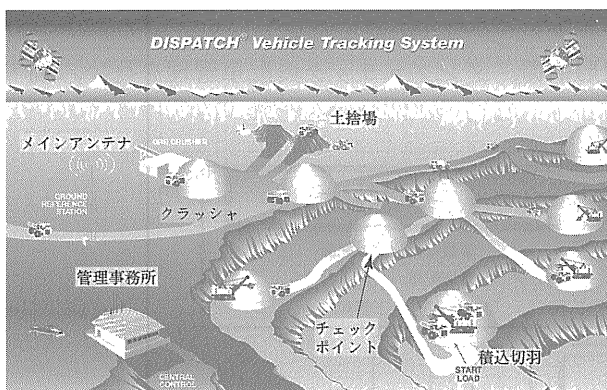 DISPATCH® Vehicle Tracking System
土捨場
メインアンテナ
ORE CRUSHER
GROUND
REFERENCE
STATION
クラッシャ
管理事務所
チェック
ポイント
積込切羽
START
LOAD
CENTRAL
CONTROL